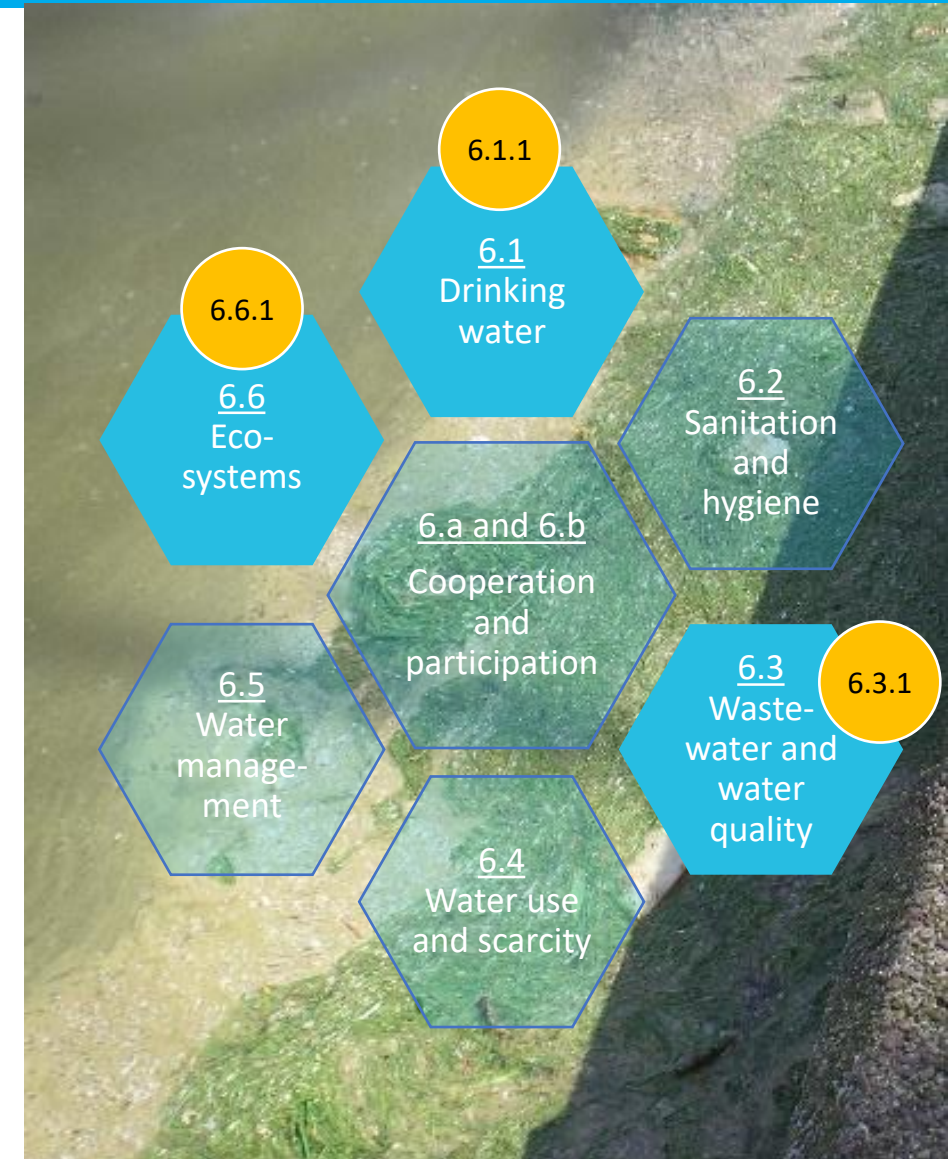 6.1.1
6.1
Drinking
water
6.6.1
6.6
Eco-
systems
6.2
Sanitation
and
hygiene
6.a and 6.b
Cooperation
and
participation
6.3.1
6.3
Waste-
water and
water
quality
6.5
Water
manage-
ment
6.4
Water use
and scarcity